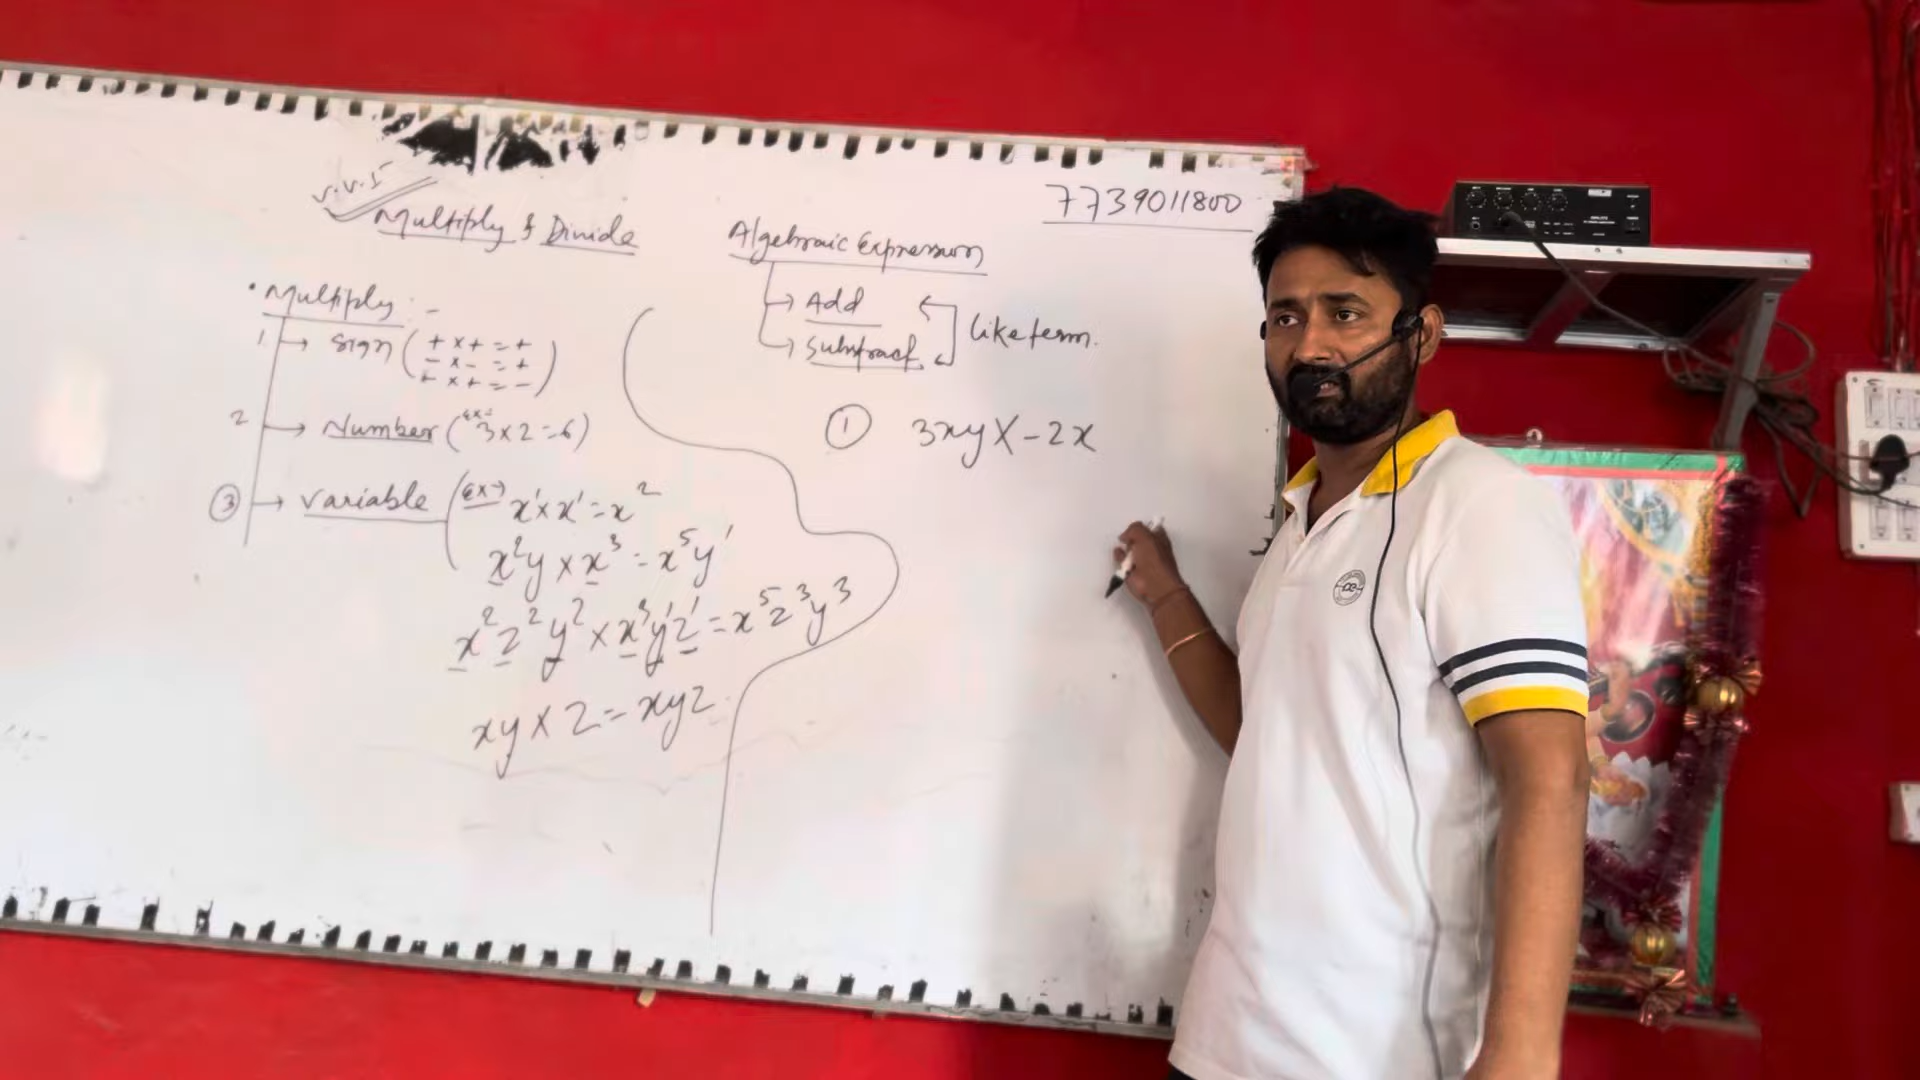 V.V.I
Multiply & Divide
• Multiply :-
1 → Sign ( + x + = +
- x - = +
+ x + = - )
2 → Number ( ex= 3 x 2 = 6 )
③ → Variable ( ex→ x¹ x x¹ = x²
x²y x x³ = x⁵y¹
x²z²y² x x³y¹z¹ = x⁵z³y³
xy x z = xyz
7739011800
Algebraic Expression
→ Add
→ Subtract
like term.
① 3xy x -2x